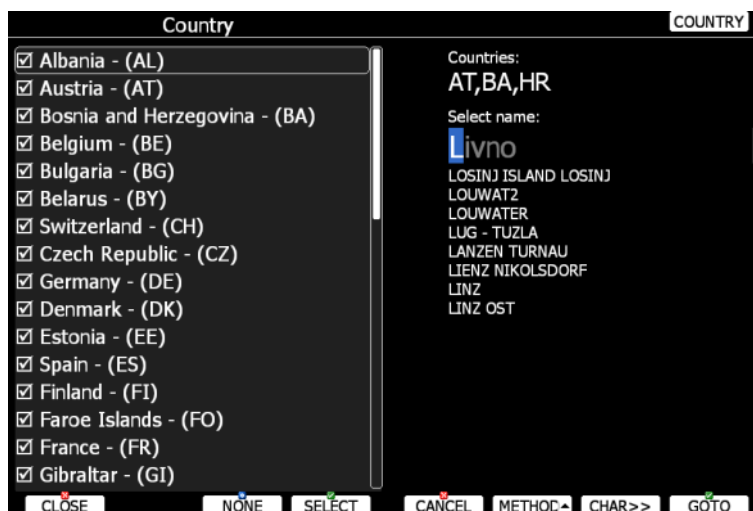 Country
COUNTRY
Albania - (AL)
Austria - (AT)
Bosnia and Herzegovina - (BA)
Belgium - (BE)
Bulgaria - (BG)
Belarus - (BY)
Switzerland - (CH)
Czech Republic - (CZ)
Germany - (DE)
Denmark - (DK)
Estonia - (EE)
Spain - (ES)
Finland - (FI)
Faroe Islands - (FO)
France - (FR)
Gibraltar - (GI)
Countries:
AT,BA,HR
Select name:
Livno
LOSINJ ISLAND LOSINJ
LOUWAT2
LOUWATER
LUG - TUZLA
LANZEN TURNAU
LIENZ NIKOLSDORF
LINZ
LINZ OST
CLOSE NONE SELECT CANCEL METHOD CHAR>> GOTO